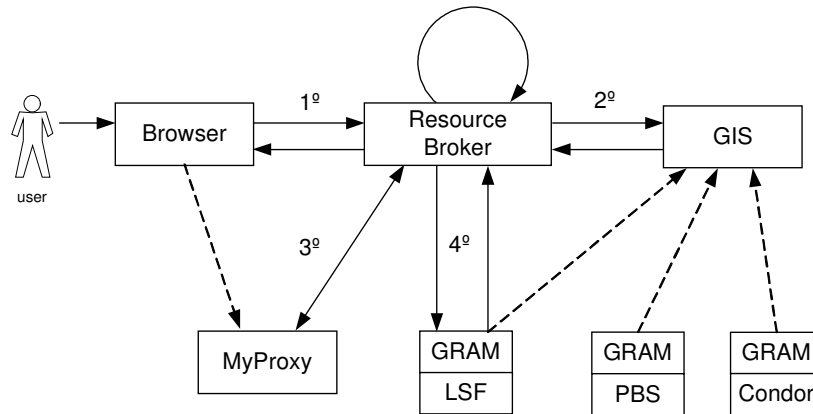 1º
2º
Browser
Resource
Broker
GIS
user
3º
4º
MyProxy
GRAM
LSF
GRAM
PBS
GRAM
Condor